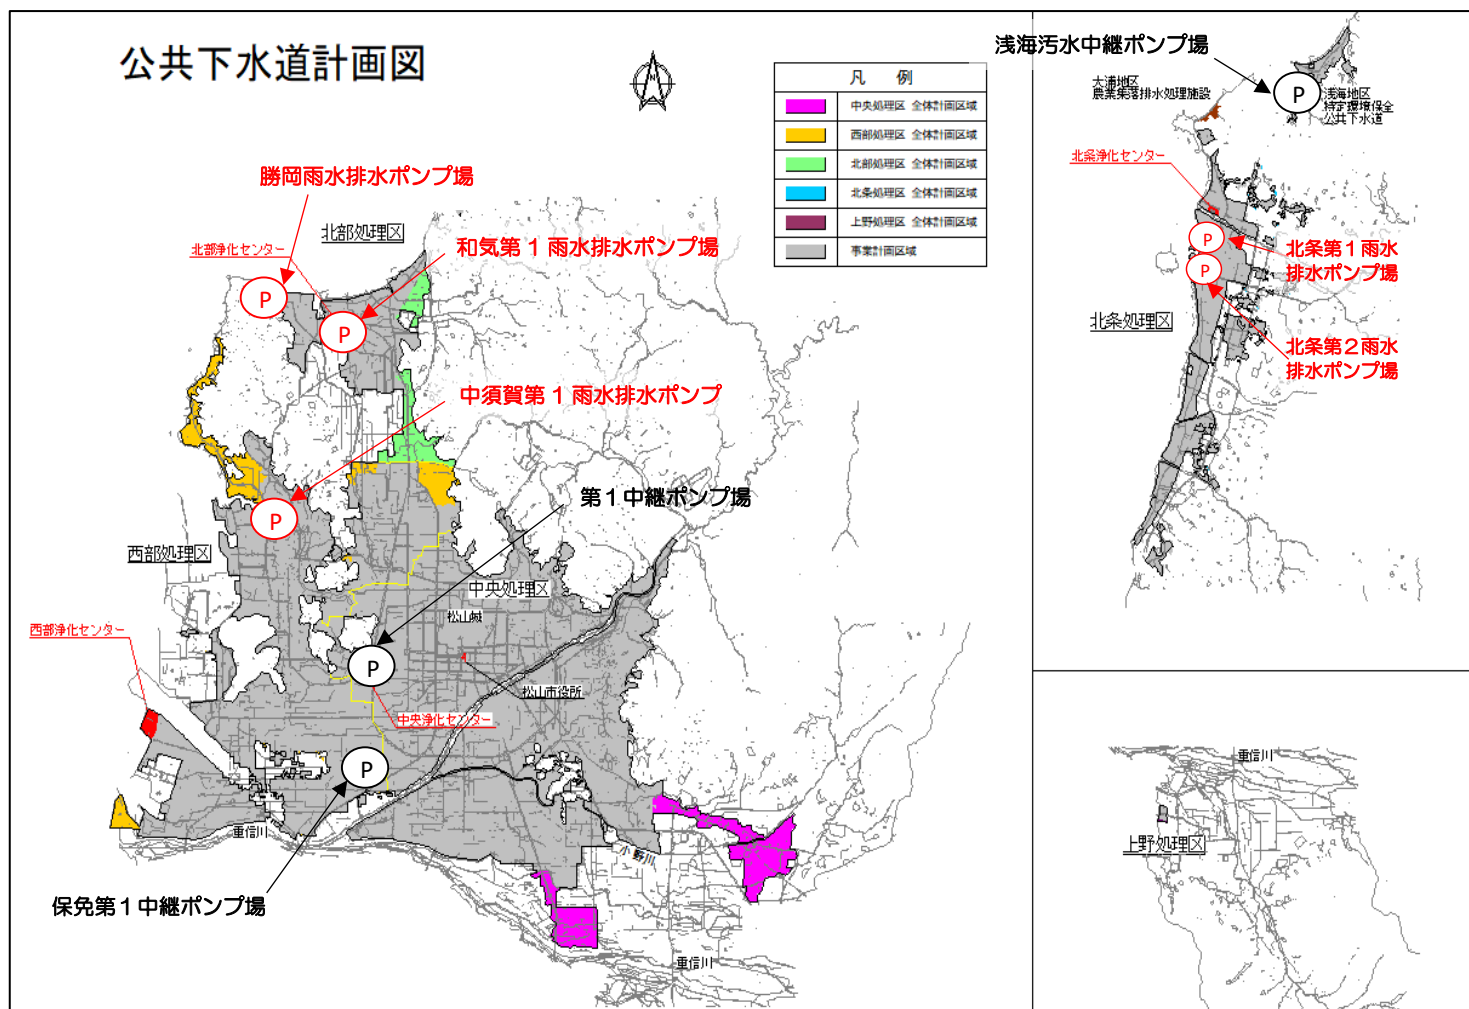 公共下水道計画図
N
凡 例
中央処理区 全体計画区域
西部処理区 全体計画区域
北部処理区 全体計画区域
北条処理区 全体計画区域
上野処理区 全体計画区域
事業計画区域
勝岡雨水排水ポンプ場
北部処理区
北部浄化センター
和気第1雨水排水ポンプ場
P
P
中須賀第1雨水排水ポンプ
第1中継ポンプ場
P
西部処理区
中央処理区
松山城
西部浄化センター
P
松山市役所
中央浄化センター
P
重信川
小野川
保免第1中継ポンプ場
重信川
浅海汚水中継ポンプ場
大浦地区
農業集落排水処理施設
P
浅海地区
特定環境保全
公共下水道
北条浄化センター
P
北条第1雨水
排水ポンプ場
P
北条処理区
北条第2雨水
排水ポンプ場
重信川
上野処理区